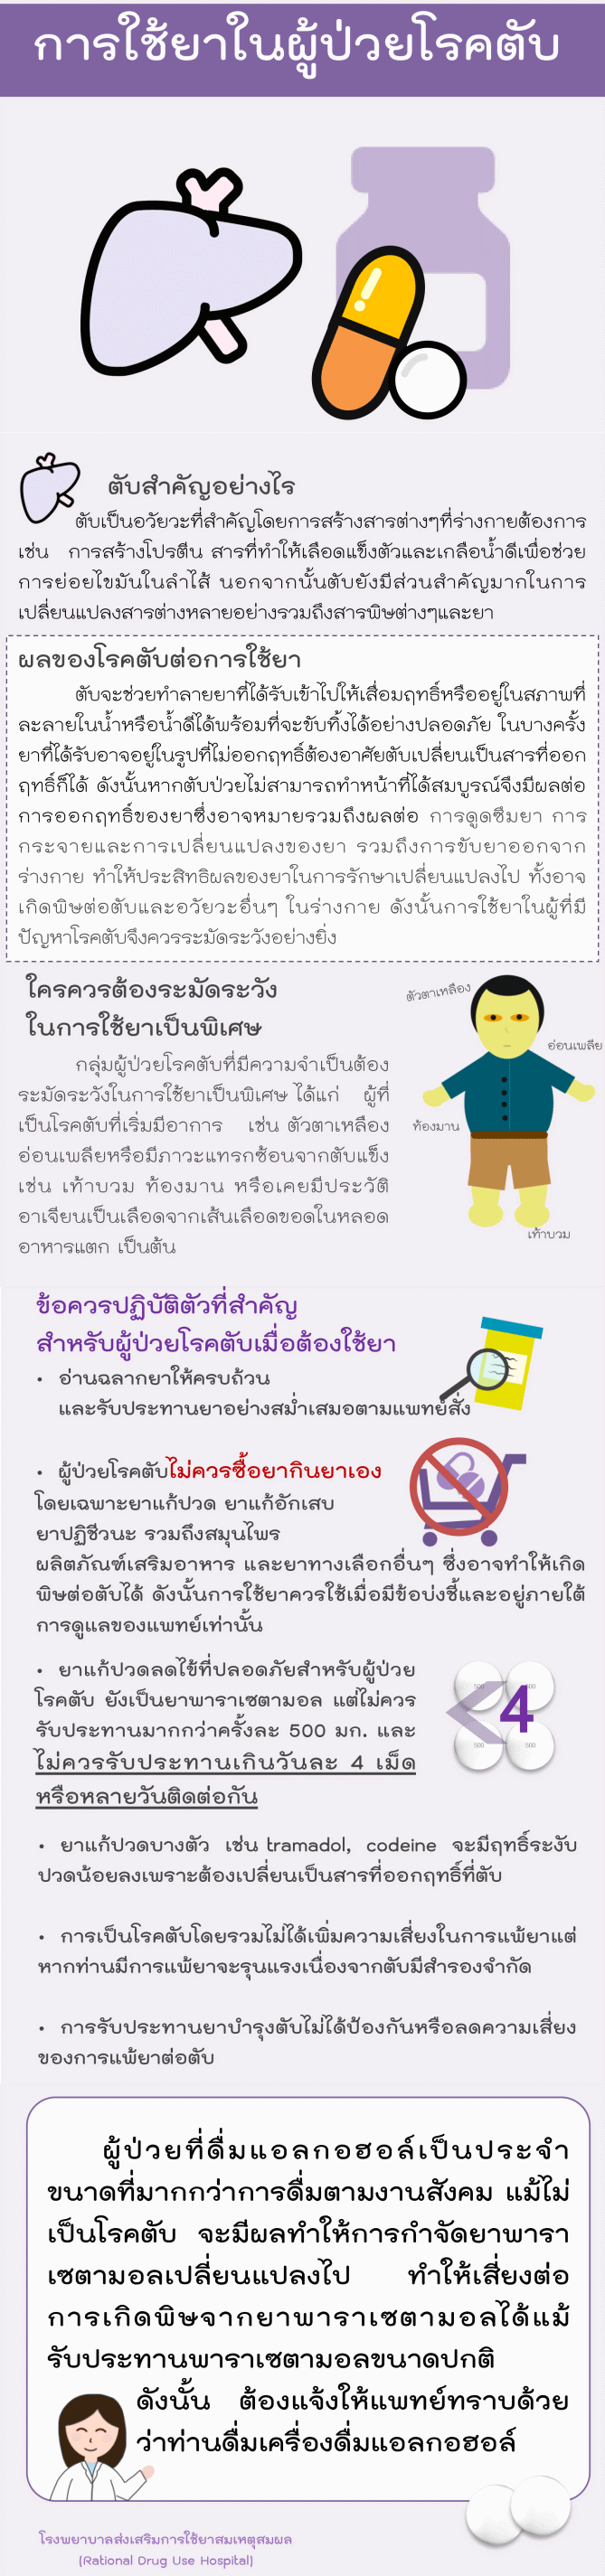 การใช้ยาในผู้ป่วยโรคตับ
ตับสำคัญอย่างไร
ตับเป็นอวัยวะที่สำคัญโดยการสร้างสารต่างๆที่ร่างกายต้องการ
เช่น การสร้างโปรตีน สารที่ทำให้เลือดแข็งตัวและเกลือน้ำดีเพื่อช่วย
การย่อยไขมันในลำไส้ นอกจากนั้นตับยังมีส่วนสำคัญมากในการ
เปลี่ยนแปลงสารต่างหลายอย่างรวมถึงสารพิษต่างๆและยา
ผลของโรคตับต่อการใช้ยา
ตับจะช่วยทำลายยาที่ได้รับเข้าไปให้เสื่อมฤทธิ์หรืออยู่ในสภาพที่
ละลายในน้ำหรือน้ำดีได้พร้อมที่จะขับทิ้งได้อย่างปลอดภัย ในบางครั้ง
ยาที่ได้รับอาจอยู่ในรูปที่ไม่ออกฤทธิ์ต้องอาศัยตับเปลี่ยนเป็นสารที่ออก
ฤทธิ์ก็ได้ ดังนั้นหากตับป่วยไม่สามารถทำหน้าที่ได้สมบูรณ์จึงมีผลต่อ
การออกฤทธิ์ของยาซึ่งอาจหมายรวมถึงผลต่อ การดูดซึมยา การ
กระจายและการเปลี่ยนแปลงของยา รวมถึงการขับยาออกจาก
ร่างกาย ทำให้ประสิทธิผลของยาในการรักษาเปลี่ยนแปลงไป ทั้งอาจ
เกิดพิษต่อตับและอวัยวะอื่นๆ ในร่างกาย ดังนั้นการใช้ยาในผู้ที่มี
ปัญหาโรคตับจึงควรระมัดระวังอย่างยิ่ง
ใครควรต้องระมัดระวัง
ในการใช้ยาเป็นพิเศษ
กลุ่มผู้ป่วยโรคตับที่มีความจำเป็นต้อง
ระมัดระวังในการใช้ยาเป็นพิเศษ ได้แก่ ผู้ที่
เป็นโรคตับที่เริ่มมีอาการ เช่น ตัวตาเหลือง
อ่อนเพลียหรือมีภาวะแทรกซ้อนจากตับแข็ง
เช่น เท้าบวม ท้องมาน หรือเคยมีประวัติ
อาเจียนเป็นเลือดจากเส้นเลือดขอดในหลอด
อาหารแตก เป็นต้น
ตัวตาเหลือง
อ่อนเพลีย
ท้องมาน
เท้าบวม
ข้อควรปฏิบัติตัวที่สำคัญ
สำหรับผู้ป่วยโรคตับเมื่อต้องใช้ยา
• อ่านฉลากยาให้ครบถ้วน
และรับประทานยาอย่างสม่ำเสมอตามแพทย์สั่ง
• ผู้ป่วยโรคตับไม่ควรซื้อยากินยาเอง
โดยเฉพาะยาแก้ปวด ยาแก้อักเสบ
ยาปฏิชีวนะ รวมถึงสมุนไพร
ผลิตภัณฑ์เสริมอาหาร และยาทางเลือกอื่นๆ ซึ่งอาจทำให้เกิด
พิษต่อตับได้ ดังนั้นการใช้ยาควรใช้เมื่อมีข้อบ่งชี้และอยู่ภายใต้
การดูแลของแพทย์เท่านั้น
• ยาแก้ปวดลดไข้ที่ปลอดภัยสำหรับผู้ป่วย
โรคตับ ยังเป็นยาพาราเซตามอล แต่ไม่ควร
รับประทานมากกว่าครั้งละ 500 มก. และ
ไม่ควรรับประทานเกินวันละ 4 เม็ด
หรือหลายวันติดต่อกัน
500 500
<4
500 500
• ยาแก้ปวดบางตัว เช่น tramadol, codeine จะมีฤทธิ์ระงับ
ปวดน้อยลงเพราะต้องเปลี่ยนเป็นสารที่ออกฤทธิ์ที่ตับ
• การเป็นโรคตับโดยรวมไม่ได้เพิ่มความเสี่ยงในการแพ้ยาแต่
หากท่านมีการแพ้ยาจะรุนแรงเนื่องจากตับมีสำรองจำกัด
• การรับประทานยาบำรุงตับไม่ได้ป้องกันหรือลดความเสี่ยง
ของการแพ้ยาต่อตับ
ผู้ป่วยที่ดื่มแอลกอฮอล์เป็นประจำ
ขนาดที่มากกว่าการดื่มตามงานสังคม แม้ไม่
เป็นโรคตับ จะมีผลทำให้การกำจัดยาพารา
เซตามอลเปลี่ยนแปลงไป ทำให้เสี่ยงต่อ
การเกิดพิษจากยาพาราเซตามอลได้แม้
รับประทานพาราเซตามอลขนาดปกติ
ดังนั้น ต้องแจ้งให้แพทย์ทราบด้วย
ว่าท่านดื่มเครื่องดื่มแอลกอฮอล์
โรงพยาบาลส่งเสริมการใช้ยาสมเหตุสมผล
(Rational Drug Use Hospital)